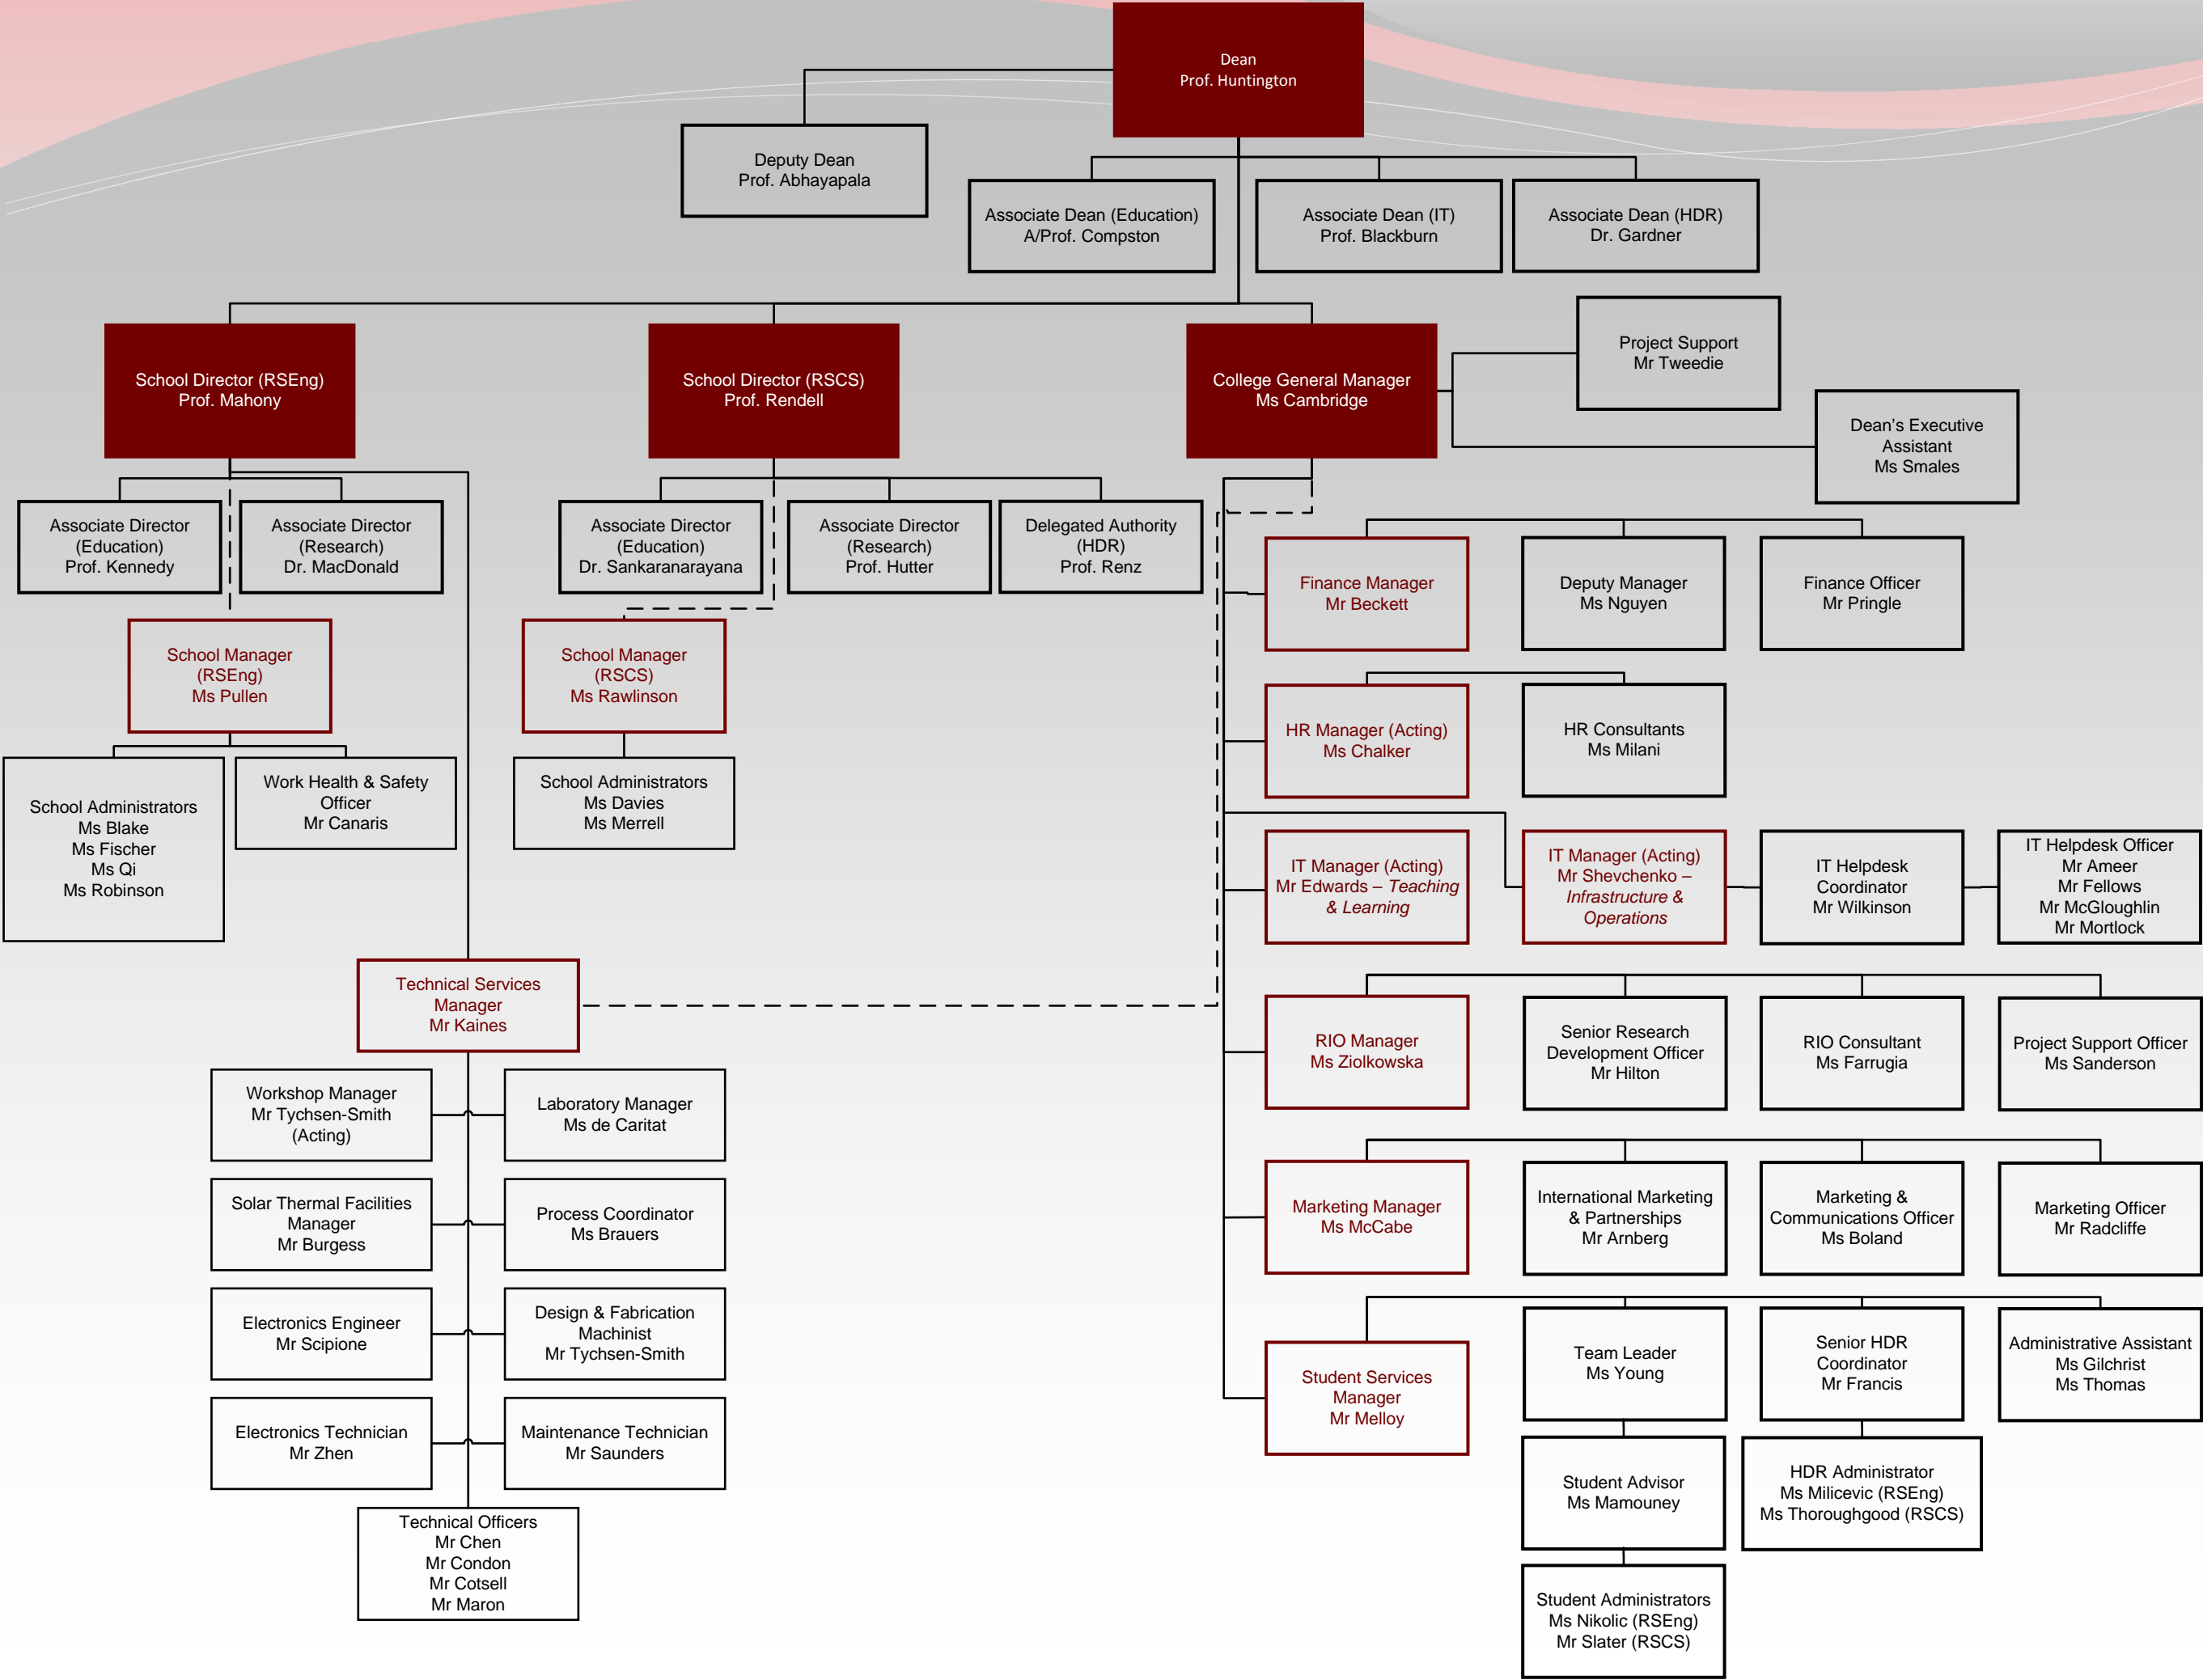 Dean
Prof. Huntington
Deputy Dean
Prof. Abhayapala
Associate Dean (Education)
A/Prof. Compston
Associate Dean (IT)
Prof. Blackburn
Associate Dean (HDR)
Dr. Gardner
School Director (RSEng)
Prof. Mahony
School Director (RSCS)
Prof. Rendell
College General Manager
Ms Cambridge
Project Support
Mr Tweedie
Dean’s Executive
Assistant
Ms Smales
Associate Director
(Education)
Prof. Kennedy
Associate Director
(Research)
Dr. MacDonald
Associate Director
(Education)
Dr. Sankaranarayana
Associate Director
(Research)
Prof. Hutter
Delegated Authority
(HDR)
Prof. Renz
Finance Manager
Mr Beckett
Deputy Manager
Ms Nguyen
Finance Officer
Mr Pringle
School Manager
(RSEng)
Ms Pullen
School Manager
(RSCS)
Ms Rawlinson
HR Manager (Acting)
Ms Chalker
HR Consultants
Ms Milani
School Administrators
Ms Blake
Ms Fischer
Ms Qi
Ms Robinson
Work Health & Safety
Officer
Mr Canaris
School Administrators
Ms Davies
Ms Merrell
IT Manager (Acting)
Mr Edwards – Teaching
& Learning
IT Manager (Acting)
Mr Shevchenko –
Infrastructure &
Operations
IT Helpdesk
Coordinator
Mr Wilkinson
IT Helpdesk Officer
Mr Ameer
Mr Fellows
Mr McGloughlin
Mr Mortlock
Technical Services
Manager
Mr Kaines
RIO Manager
Ms Ziolkowska
Senior Research
Development Officer
Mr Hilton
RIO Consultant
Ms Farrugia
Project Support Officer
Ms Sanderson
Workshop Manager
Mr Tychsen-Smith
(Acting)
Laboratory Manager
Ms de Caritat
Solar Thermal Facilities
Manager
Mr Burgess
Process Coordinator
Ms Brauers
Marketing Manager
Ms McCabe
International Marketing
& Partnerships
Mr Arnberg
Marketing &
Communications Officer
Ms Boland
Marketing Officer
Mr Radcliffe
Electronics Engineer
Mr Scipione
Design & Fabrication
Machinist
Mr Tychsen-Smith
Student Services
Manager
Mr Melloy
Team Leader
Ms Young
Senior HDR
Coordinator
Mr Francis
Administrative Assistant
Ms Gilchrist
Ms Thomas
Electronics Technician
Mr Zhen
Maintenance Technician
Mr Saunders
Student Advisor
Ms Mamouney
HDR Administrator
Ms Milicevic (RSEng)
Ms Thoroughgood (RSCS)
Technical Officers
Mr Chen
Mr Condon
Mr Cotsell
Mr Maron
Student Administrators
Ms Nikolic (RSEng)
Mr Slater (RSCS)